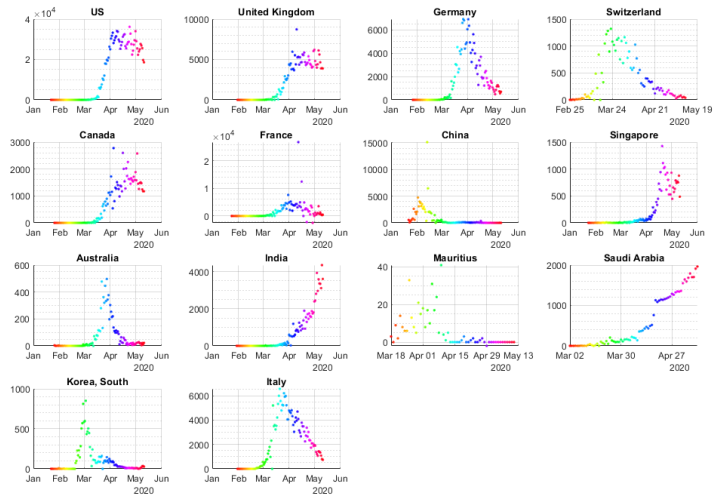 US
× 10^4
4
2
0
Jan Feb Mar Apr May Jun
2020
United Kingdom
10000
5000
0
Jan Feb Mar Apr May Jun
2020
Germany
6000
4000
2000
0
Jan Feb Mar Apr May Jun
2020
Switzerland
1500
1000
500
0
Feb 25 Mar 24 Apr 21 May 19
2020
Canada
3000
2000
1000
0
Jan Feb Mar Apr May Jun
2020
France
× 10^4
2
1
0
Jan Feb Mar Apr May Jun
2020
China
15000
10000
5000
0
Jan Feb Mar Apr May Jun
2020
Singapore
1500
1000
500
0
Jan Feb Mar Apr May Jun
2020
Australia
600
400
200
0
Jan Feb Mar Apr May Jun
2020
India
4000
2000
0
Jan Feb Mar Apr May Jun
2020
Mauritius
40
20
0
Mar 18 Apr 01 Apr 15 Apr 29 May 13
2020
Saudi Arabia
2000
1000
0
Mar 02 Mar 30 Apr 27
2020
Korea, South
1000
500
0
Jan Feb Mar Apr May Jun
2020
Italy
6000
4000
2000
0
Jan Feb Mar Apr May Jun
2020